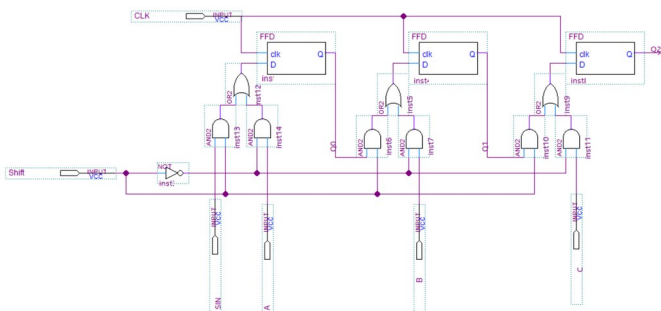 CLK
INPUT
VCC
FFD
clk
Q
D
inst
FFD
clk
Q
D
inst
FFD
clk
Q
D
instl
Q2
OR2
inst12
OR2
inst5
OR2
inst9
AND2
inst13
AND2
inst14
Q0
AND2
inst6
AND2
inst7
Q1
AND2
inst10
AND2
inst11
Shift
INPUT
VCC
NOT
inst
INPUT
VCC
SIN
INPUT
VCC
A
INPUT
VCC
B
INPUT
VCC
C